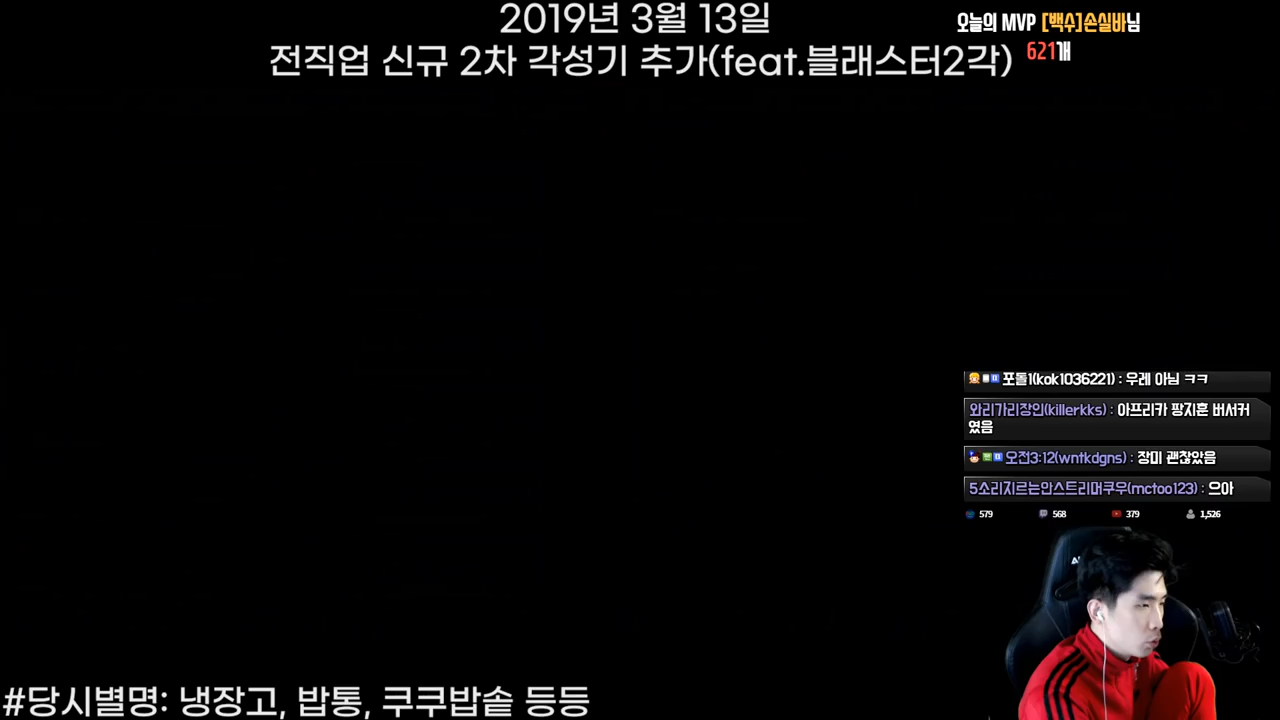 2019년 3월 13일
전직업 신규 2차 각성기 추가(feat.블래스터2각)
오늘의 MVP [백수]손실바님
621개
포돌1(kok1036221) : 우레 아님 ㅋㅋ
와리가리장인(killerkks) : 아프리카 팡지훈 버서커
였음
오전3:12(wntkdgns) : 장미 괜찮았음
5소리지르는안스트리머쿠우(mctoo123) : 으아
579 568 379 1,526
#당시별명: 냉장고, 밥통, 쿠쿠밥솥 등등